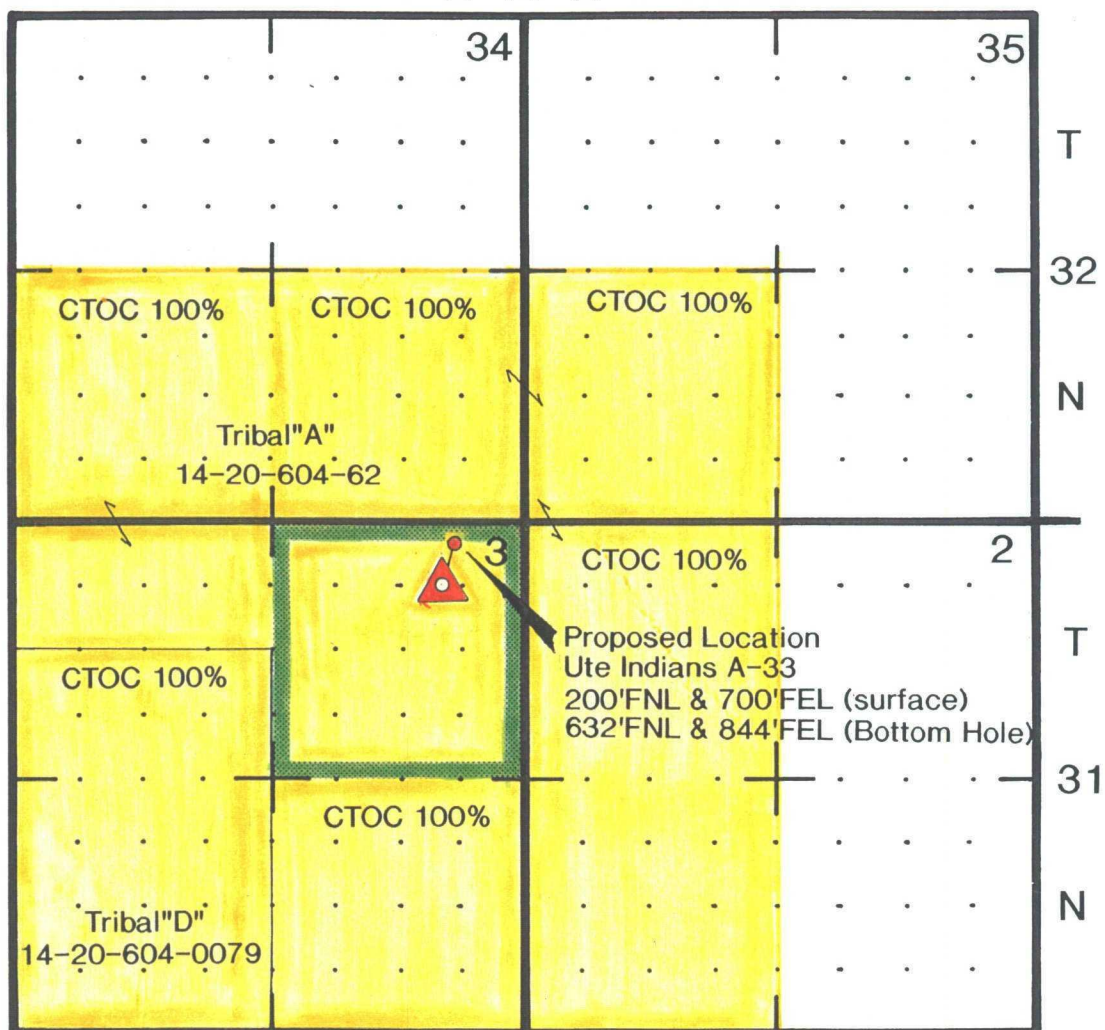 34
35
T
32
N
CTOC 100%
CTOC 100%
CTOC 100%
Tribal"A"
14-20-604-62
3
CTOC 100%
2
Proposed Location
Ute Indians A-33
200'FNL & 700'FEL (surface)
632'FNL & 844'FEL (Bottom Hole)
T
31
N
CTOC 100%
CTOC 100%
Tribal"D"
14-20-604-0079